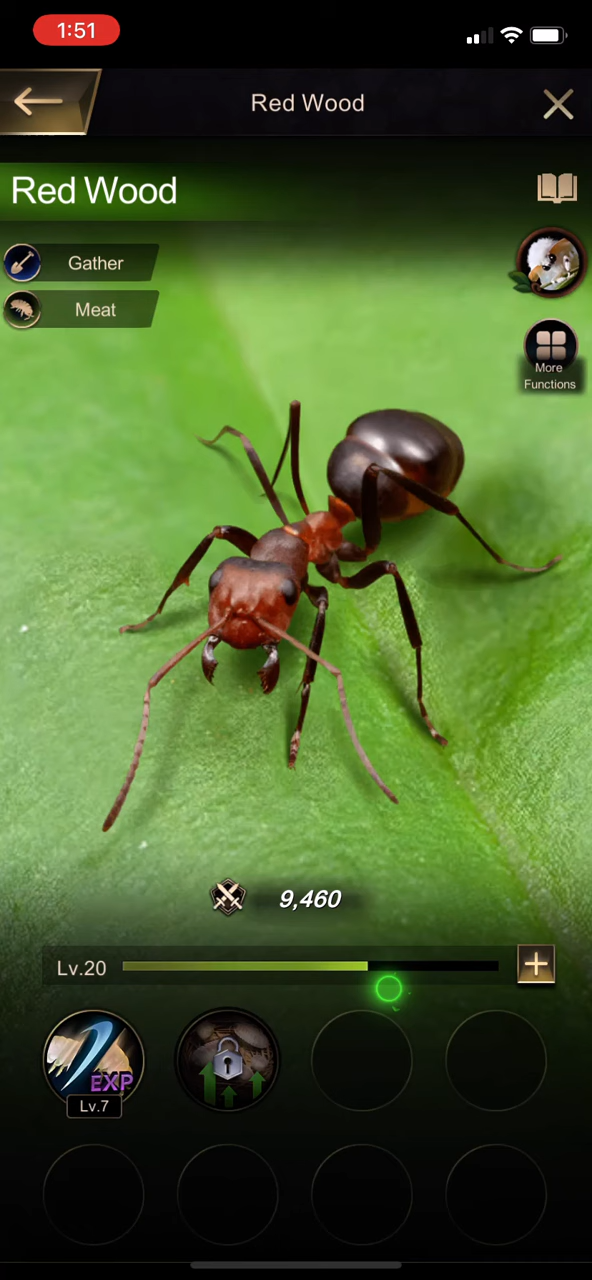 1:51
Red Wood
Red Wood
Gather
Meat
More
Functions
9,460
Lv.20
EXP
Lv.7